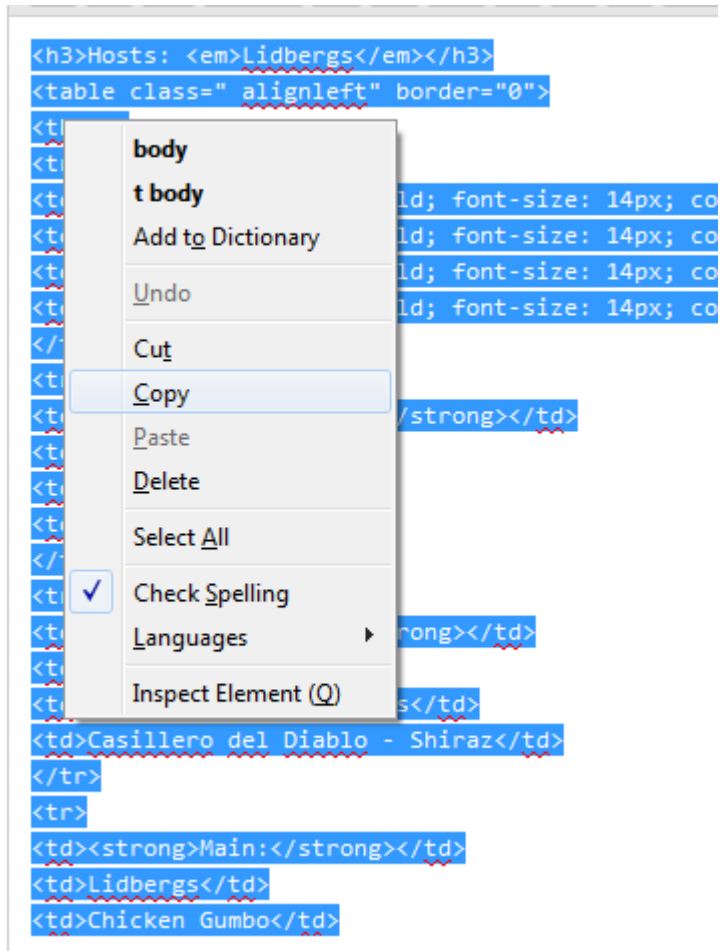 <h3>Hosts: <em>Lidbergs</em></h3>
<table class=" alignleft" border="0">
body
t body
Add to Dictionary
Undo
Cut
Copy
Paste
Delete
Select All
Check Spelling
Languages
Inspect Element (Q)
ld; font-size: 14px; co
ld; font-size: 14px; co
ld; font-size: 14px; co
ld; font-size: 14px; co
/strong></td>
rong></td>
s</td>
<td>Casillero del Diablo - Shiraz</td>
</tr>
<tr>
<td><strong>Main:</strong></td>
<td>Lidbergs</td>
<td>Chicken Gumbo</td>